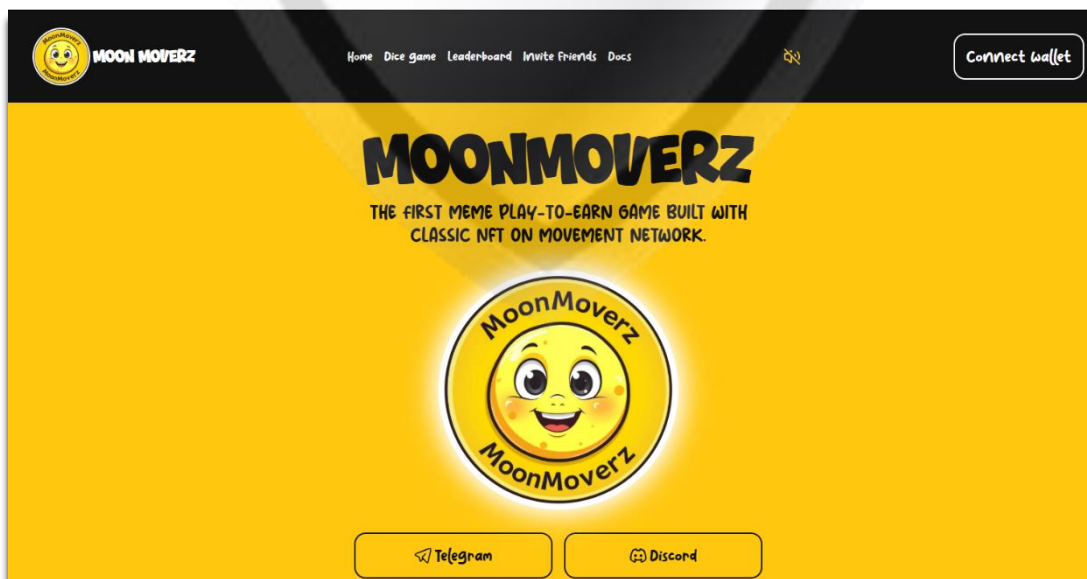 MoonMoverz
MoonMoverz
MOON MOVERZ
Home Dice game Leaderboard Invite Friends Docs
Connect wallet
MOONMOVERZ
THE FIRST MEME PLAY-TO-EARN GAME BUILT WITH
CLASSIC NFT ON MOVEMENT NETWORK.
MoonMoverz
MoonMoverz
Telegram
Discord